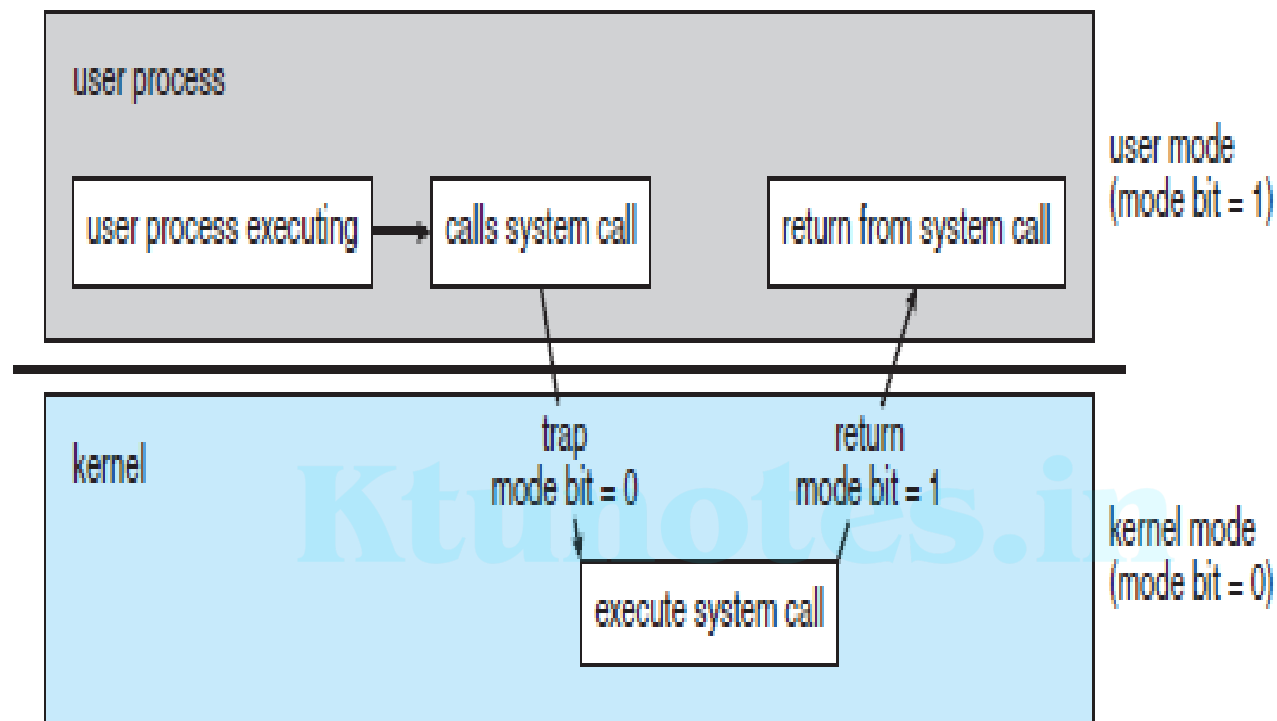 user process
user process executing
calls system call
return from system call
user mode
(mode bit = 1)
kernel
trap
mode bit = 0
return
mode bit = 1
execute system call
kernel mode
(mode bit = 0)
Ktunotes.in